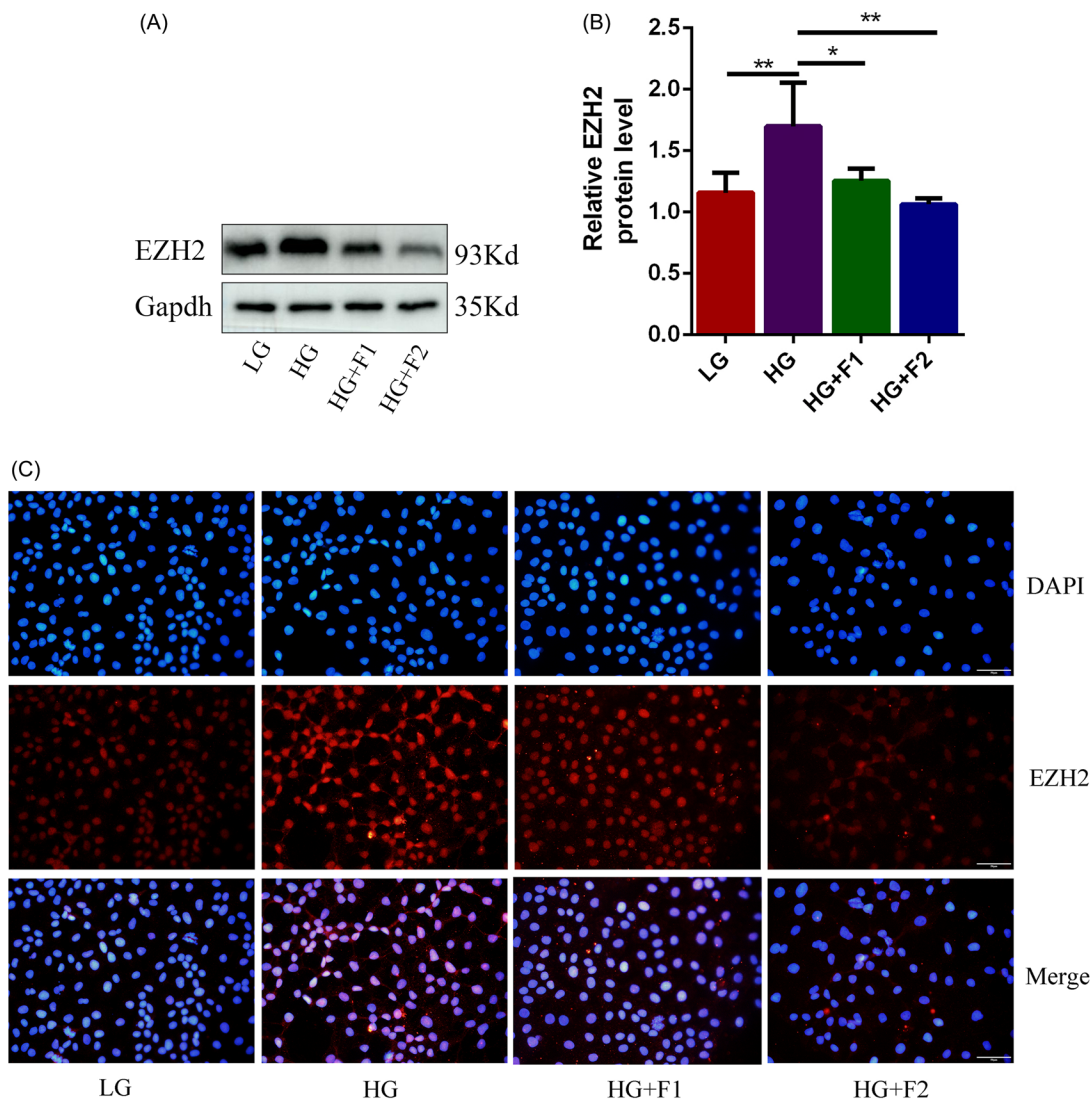 (A)
EZH2
93Kd
Gapdh
35Kd
LG
HG
HG+F1
HG+F2
(B)
Relative EZH2
protein level
2.5
2.0
1.5
1.0
0.5
0.0
**
*
**
LG
HG
HG+F1
HG+F2
(C)
DAPI
EZH2
Merge
LG
HG
HG+F1
HG+F2